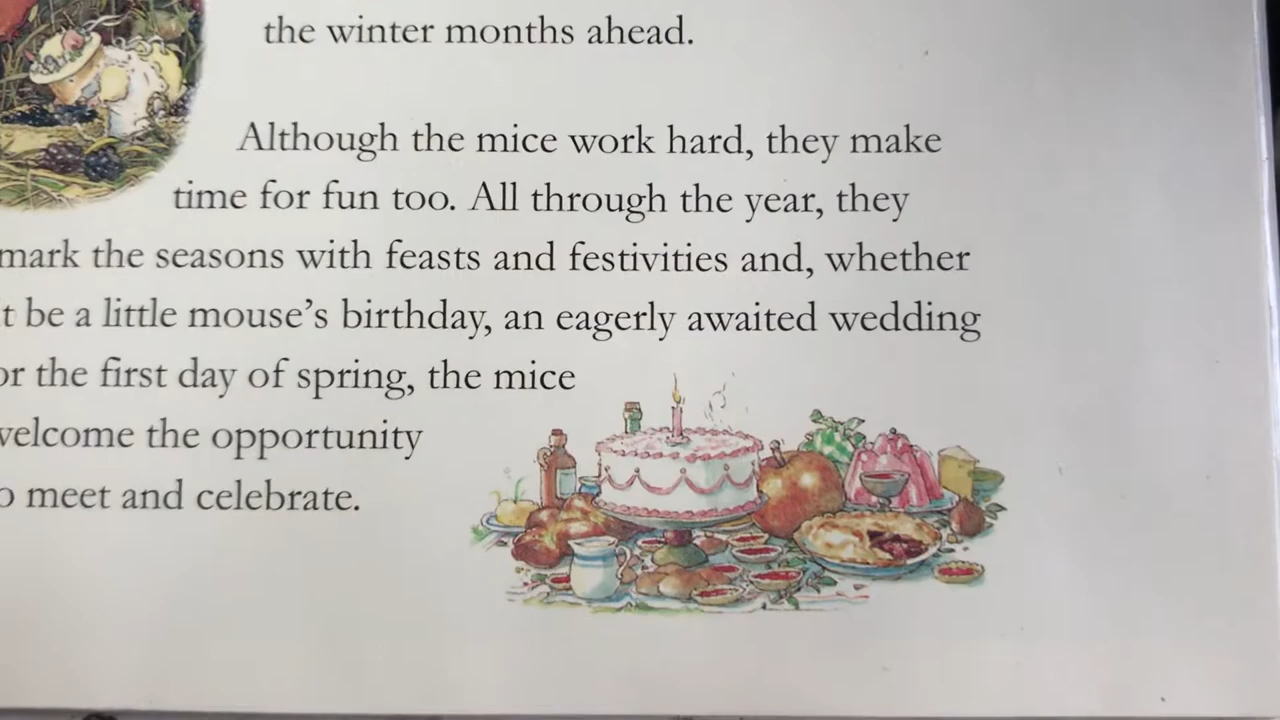 the winter months ahead.
Although the mice work hard, they make
time for fun too. All through the year, they
mark the seasons with feasts and festivities and, whether
t be a little mouse's birthday, an eagerly awaited wedding
or the first day of spring, the mice
welcome the opportunity
o meet and celebrate.